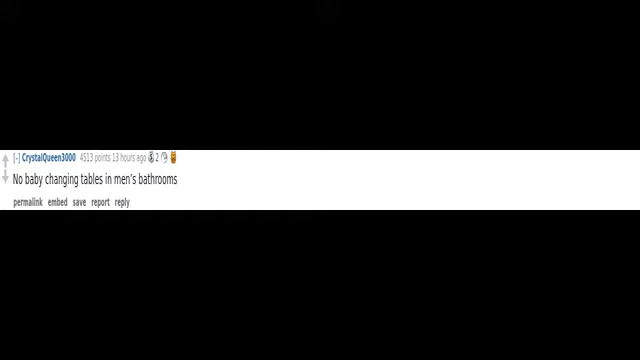 [-] CrystalQueen3000 4513 points 13 hours ago 2
No baby changing tables in men's bathrooms
permalink embed save report reply